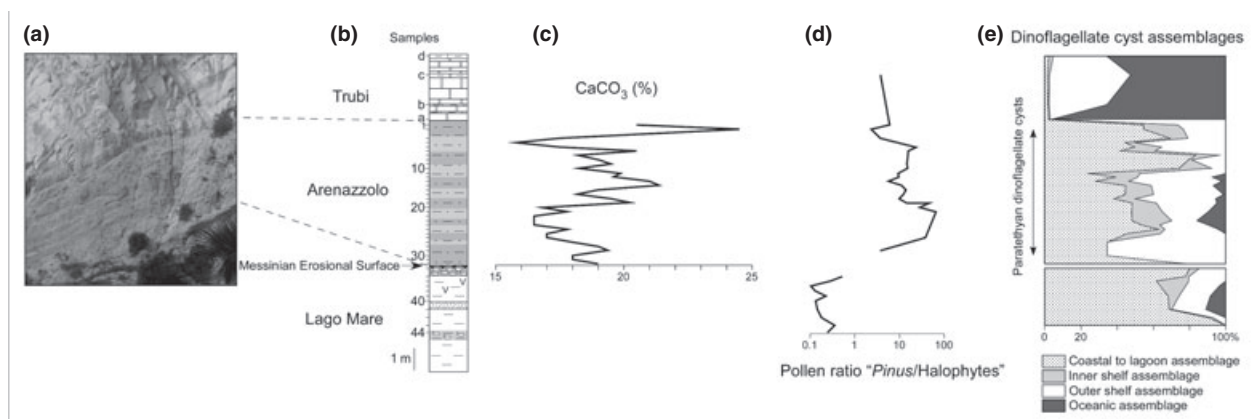 (a)
(b)
Samples
d
c
Trubi
b
a
1
10
Arenazzolo
20
30
Messinian Erosional Surface
V
V
40
Lago Mare
44
1 m
(c)
CaCO3 (%)
15 20 25
(d)
0.1 1 10 100
Pollen ratio "Pinus/Halophytes"
(e)
Dinoflagellate cyst assemblages
Paratethyan dinoflagellate cysts
0 20 100%
Coastal to lagoon assemblage
Inner shelf assemblage
Outer shelf assemblage
Oceanic assemblage